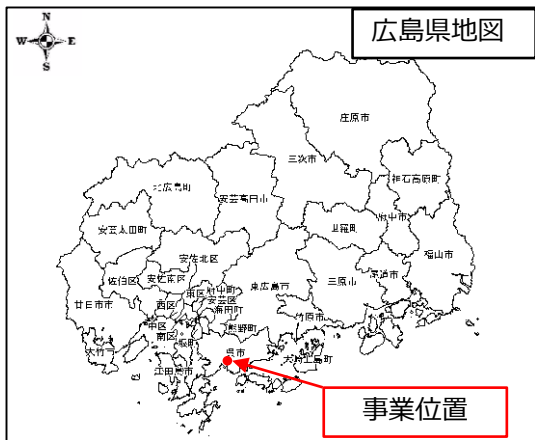 広島県地図
N
W E
S
庄原市
三次市
神石高原町
北広島町
安芸高田市
府中市
世羅町
安芸太田町
福山市
安佐北区
尾道市
佐伯区
安佐南区
東広島市
三原市
廿日市市
西区
東区
府中町
安芸区
海田町
竹原市
中区
南区
坂町
熊野町
大竹市
呉市
大崎上島町
江田島市
事業位置